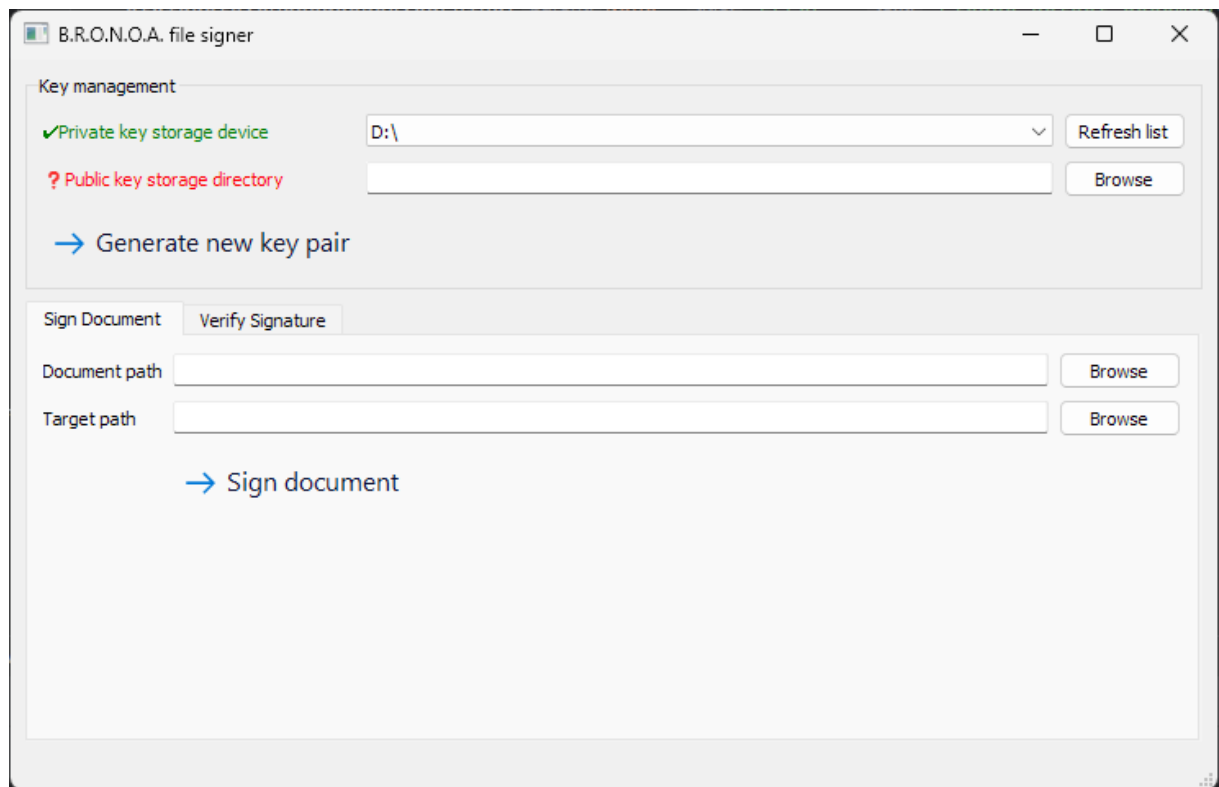 B.R.O.N.O.A. file signer
Key management
✔Private key storage device D:\ Refresh list
❓Public key storage directory Browse
→ Generate new key pair
Sign Document Verify Signature
Document path Browse
Target path Browse
→ Sign document